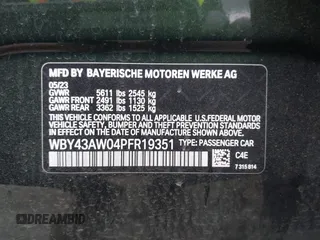 MFD BY BAYERISCHE MOTOREN WERKE AG
05/23
GVWR 5611 lbs 2545 kg
GAWR FRONT 2491 lbs 1130 kg
GAWR REAR 3362 lbs 1525 kg
THIS VEHICLE CONFORMS TO ALL APPLICABLE U.S. FEDERAL MOTOR
VEHICLE SAFETY, BUMPER, AND THEFT PREVENTION STANDARDS
IN EFFECT ON THE DATE OF MANUFACTURE SHOWN ABOVE.
WBY43AW04PFR19351 TYPE: PASSENGER CAR
C4E
7 315 014
DREAMBID